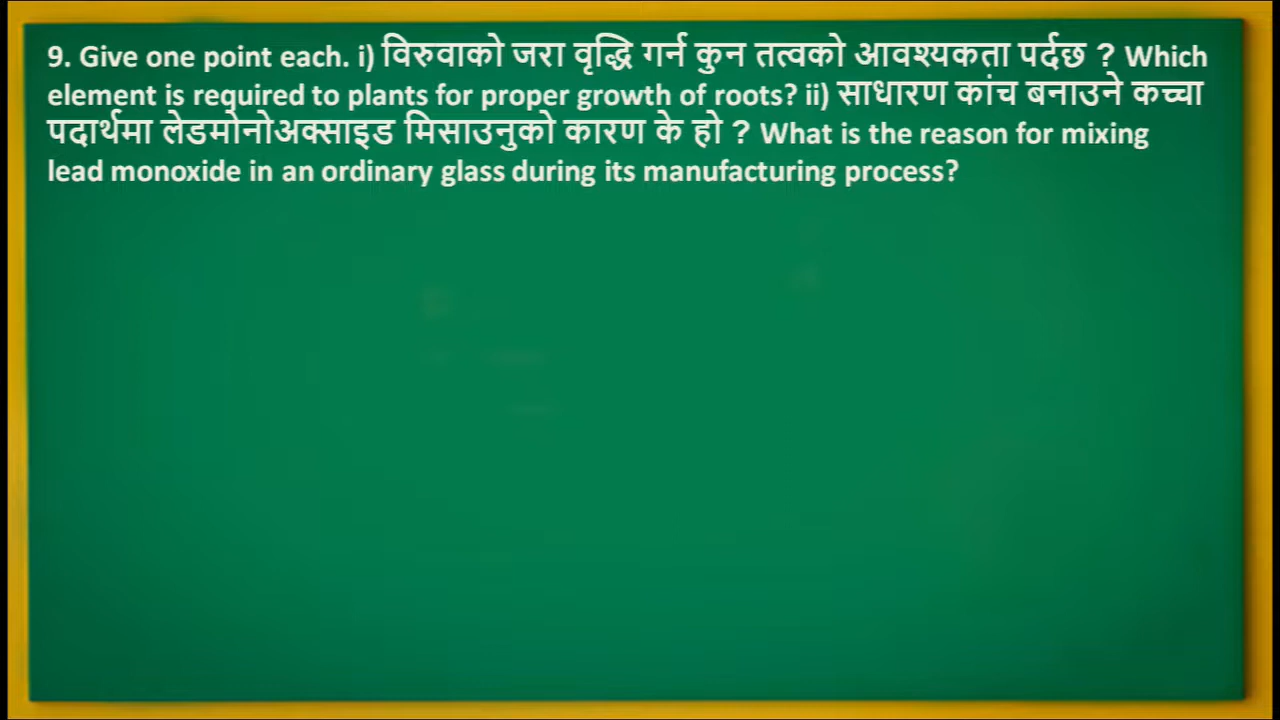 9. Give one point each. i) विरुवाको जरा वृद्धि गर्न कुन तत्वको आवश्यकता पर्दछ ? Which
element is required to plants for proper growth of roots? ii) साधारण कांच बनाउने कच्चा
पदार्थमा लेडमोनोअक्साइड मिसाउनुको कारण के हो ? What is the reason for mixing
lead monoxide in an ordinary glass during its manufacturing process?